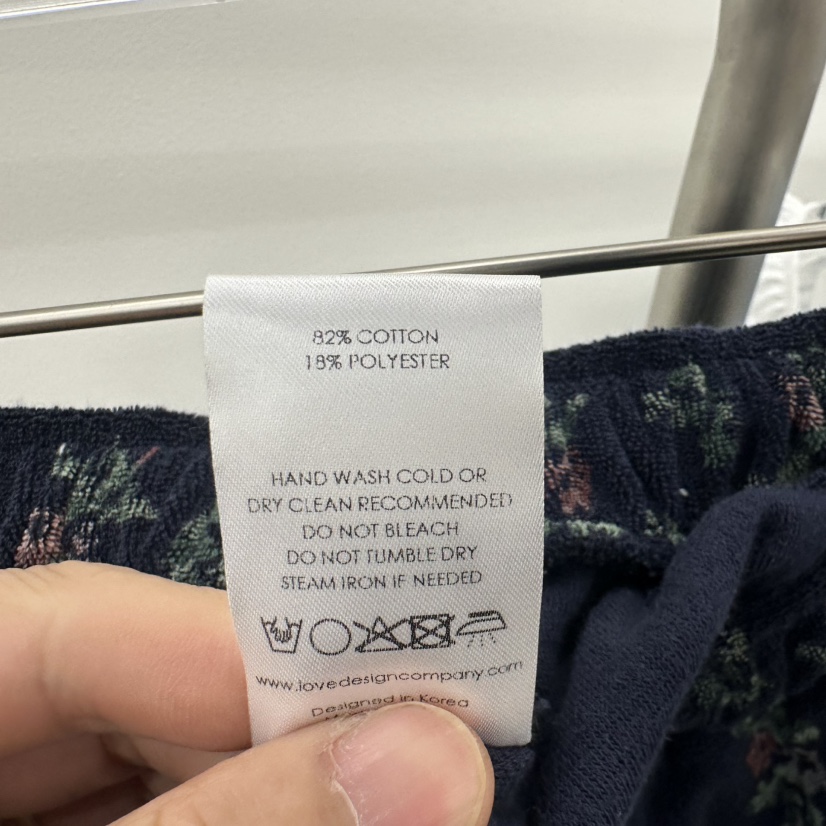 82% COTTON
18% POLYESTER
HAND WASH COLD OR
DRY CLEAN RECOMMENDED
DO NOT BLEACH
DO NOT TUMBLE DRY
STEAM IRON IF NEEDED
www.lovedesigncompany.com
Designed in Korea